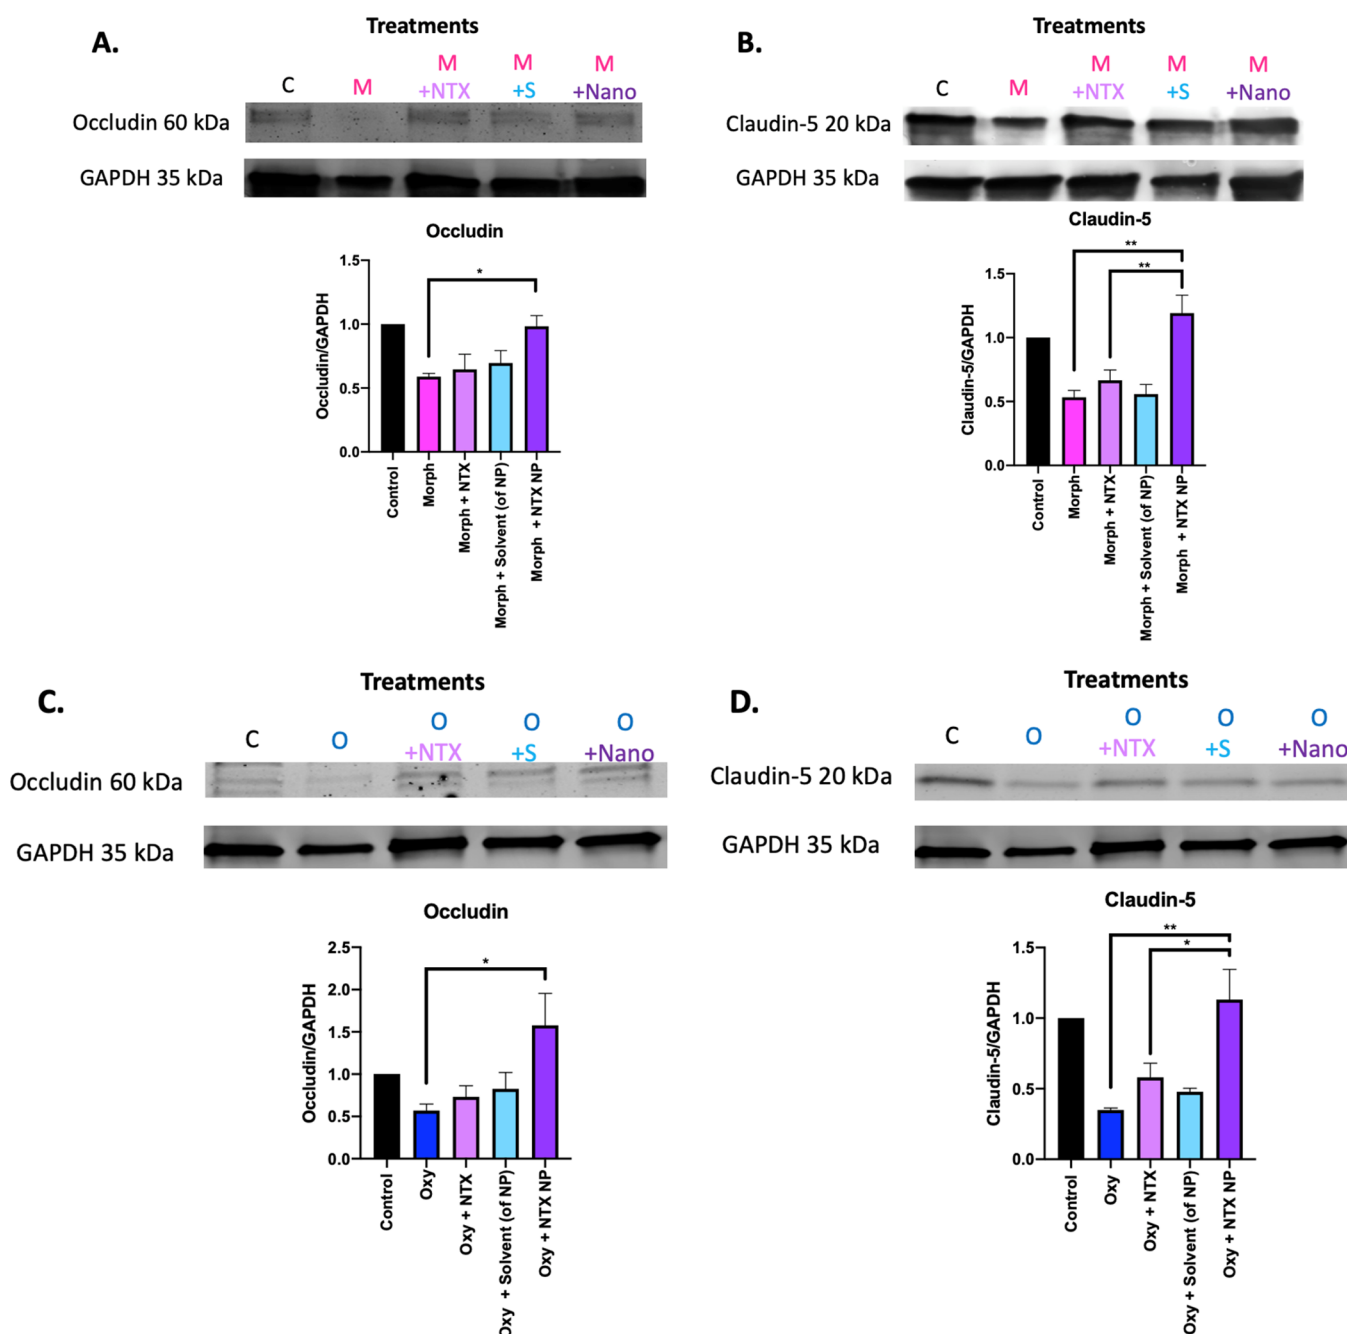 A.
Treatments
C
M
M
+NTX
M
+S
M
+Nano
Occludin 60 kDa
GAPDH 35 kDa
Occludin
Occludin/GAPDH
1.5
1.0
0.5
0.0
*
Control
Morph
Morph + NTX
Morph + Solvent (of NP)
Morph + NTX NP
B.
Treatments
C
M
M
+NTX
M
+S
M
+Nano
Claudin-5 20 kDa
GAPDH 35 kDa
Claudin-5
Claudin-5/GAPDH
1.5
1.0
0.5
0.0
**
**
Control
Morph
Morph + NTX
Morph + Solvent (of NP)
Morph + NTX NP
C.
Treatments
C
O
O
+NTX
O
+S
O
+Nano
Occludin 60 kDa
GAPDH 35 kDa
Occludin
Occludin/GAPDH
2.5
2.0
1.5
1.0
0.5
0.0
*
Control
Oxy
Oxy + NTX
Oxy + Solvent (of NP)
Oxy + NTX NP
D.
Treatments
C
O
O
+NTX
O
+S
O
+Nano
Claudin-5 20 kDa
GAPDH 35 kDa
Claudin-5
Claudin-5/GAPDH
1.5
1.0
0.5
0.0
**
*
Control
Oxy
Oxy + NTX
Oxy + Solvent (of NP)
Oxy + NTX NP